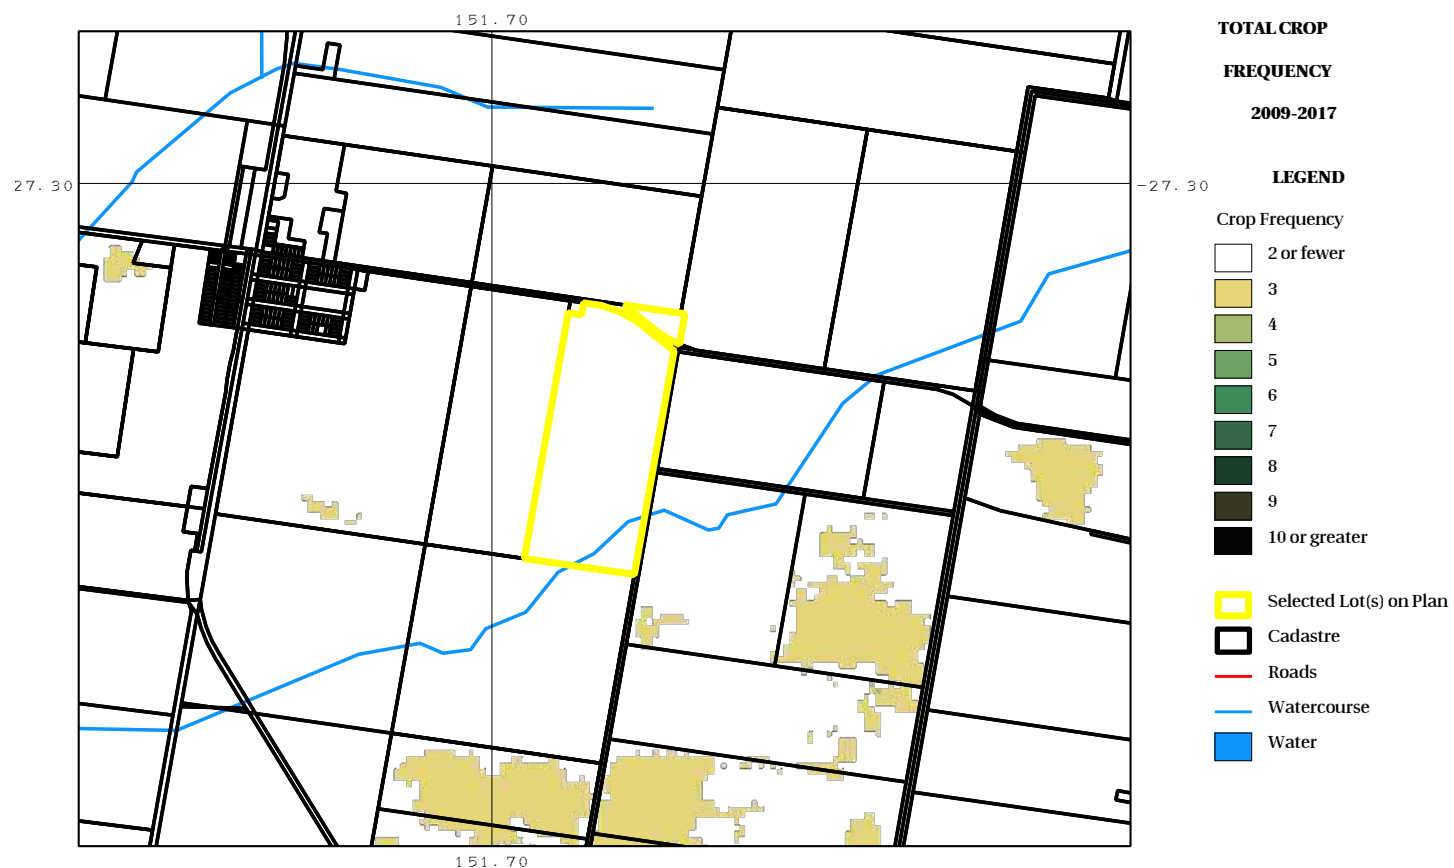 151.70
27.30
-27.30
151.70
TOTAL CROP
FREQUENCY
2009-2017
LEGEND
Crop Frequency
2 or fewer
3
4
5
6
7
8
9
10 or greater
Selected Lot(s) on Plan
Cadastre
Roads
Watercourse
Water